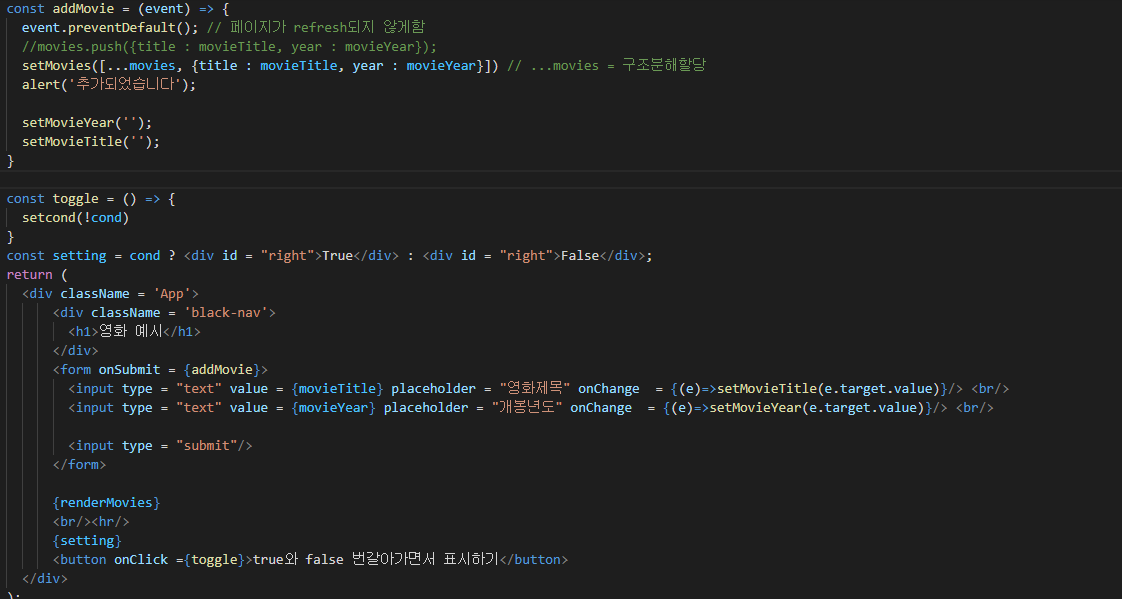 const addMovie = (event) => {
event.preventDefault(); // 페이지가 refresh되지 않게함
//movies.push({title : movieTitle, year : movieYear});
setMovies([...movies, {title : movieTitle, year : movieYear}]) // ...movies = 구조분해할당
alert('추가되었습니다');
setMovieYear('');
setMovieTitle('');
}
const toggle = () => {
setcond(!cond)
}
const setting = cond ? <div id = "right">True</div> : <div id = "right">False</div>;
return (
<div className = 'App'>
<div className = 'black-nav'>
<h1>영화 예시</h1>
</div>
<form onSubmit = {addMovie}>
<input type = "text" value = {movieTitle} placeholder = "영화제목" onChange  = {(e)=>setMovieTitle(e.target.value)}/> <br/>
<input type = "text" value = {movieYear} placeholder = "개봉년도" onChange  = {(e)=>setMovieYear(e.target.value)}/> <br/>
<input type = "submit"/>
</form>
{renderMovies}
<br/><hr/>
{setting}
<button onClick ={toggle}>true와 false 번갈아가면서 표시하기</button>
</div>
);